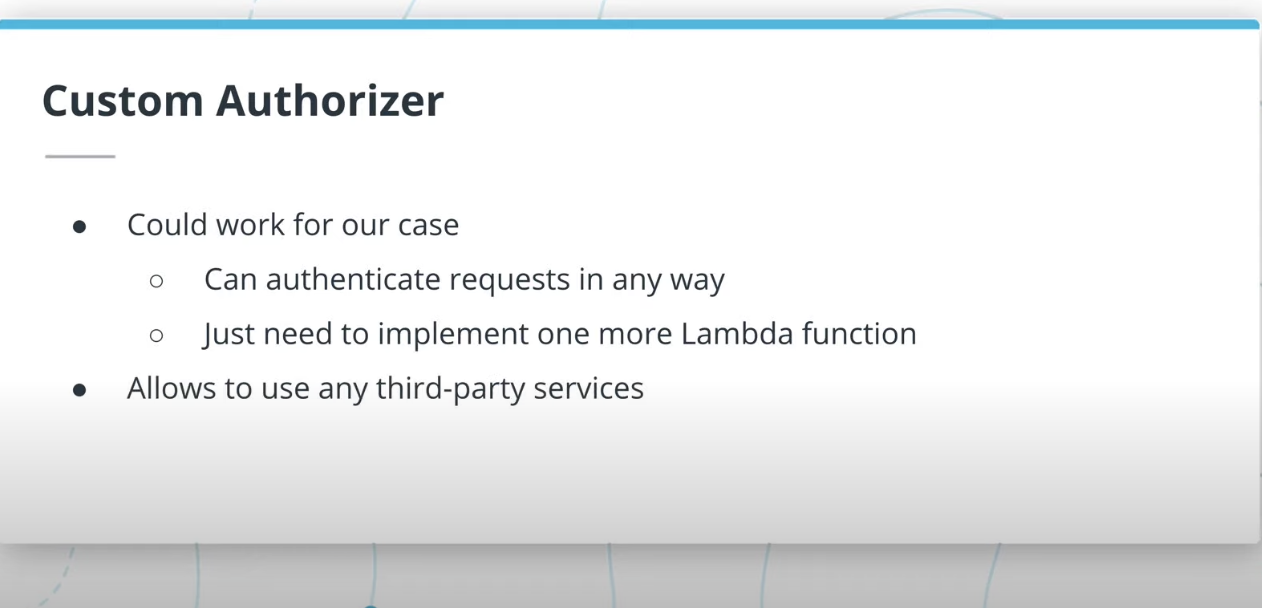 Custom Authorizer
● Could work for our case
○ Can authenticate requests in any way
○ Just need to implement one more Lambda function
● Allows to use any third-party services